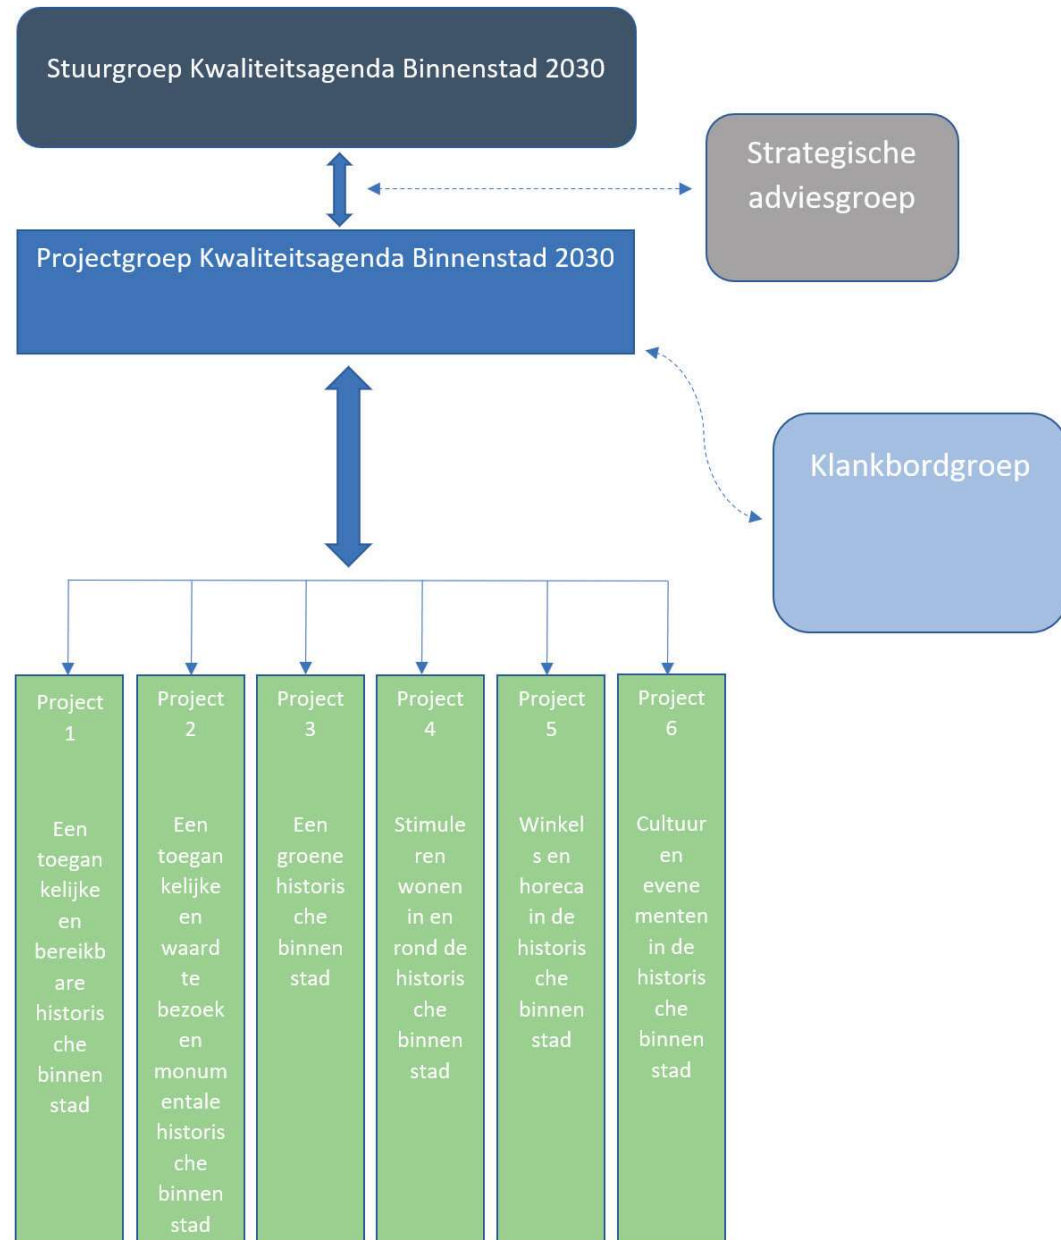 Stuurgroep Kwaliteitsagenda Binnenstad 2030
Strategische
adviesgroep
Projectgroep Kwaliteitsagenda Binnenstad 2030
Klankbordgroep
Project
1
Een
toegan
kelijke
en
bereikb
are
historis
che
binnen
stad
Project
2
Een
toegan
kelijke
en
waard
te
bezoek
en
monum
entale
historis
che
binnen
stad
Project
3
Een
groene
historis
che
binnen
stad
Project
4
Stimule
ren
wonen
in en
rond de
historis
che
binnen
stad
Project
5
Winkel
s en
horeca
in de
historis
che
binnen
stad
Project
6
Cultuur
en
evene
menten
in de
historis
che
binnen
stad